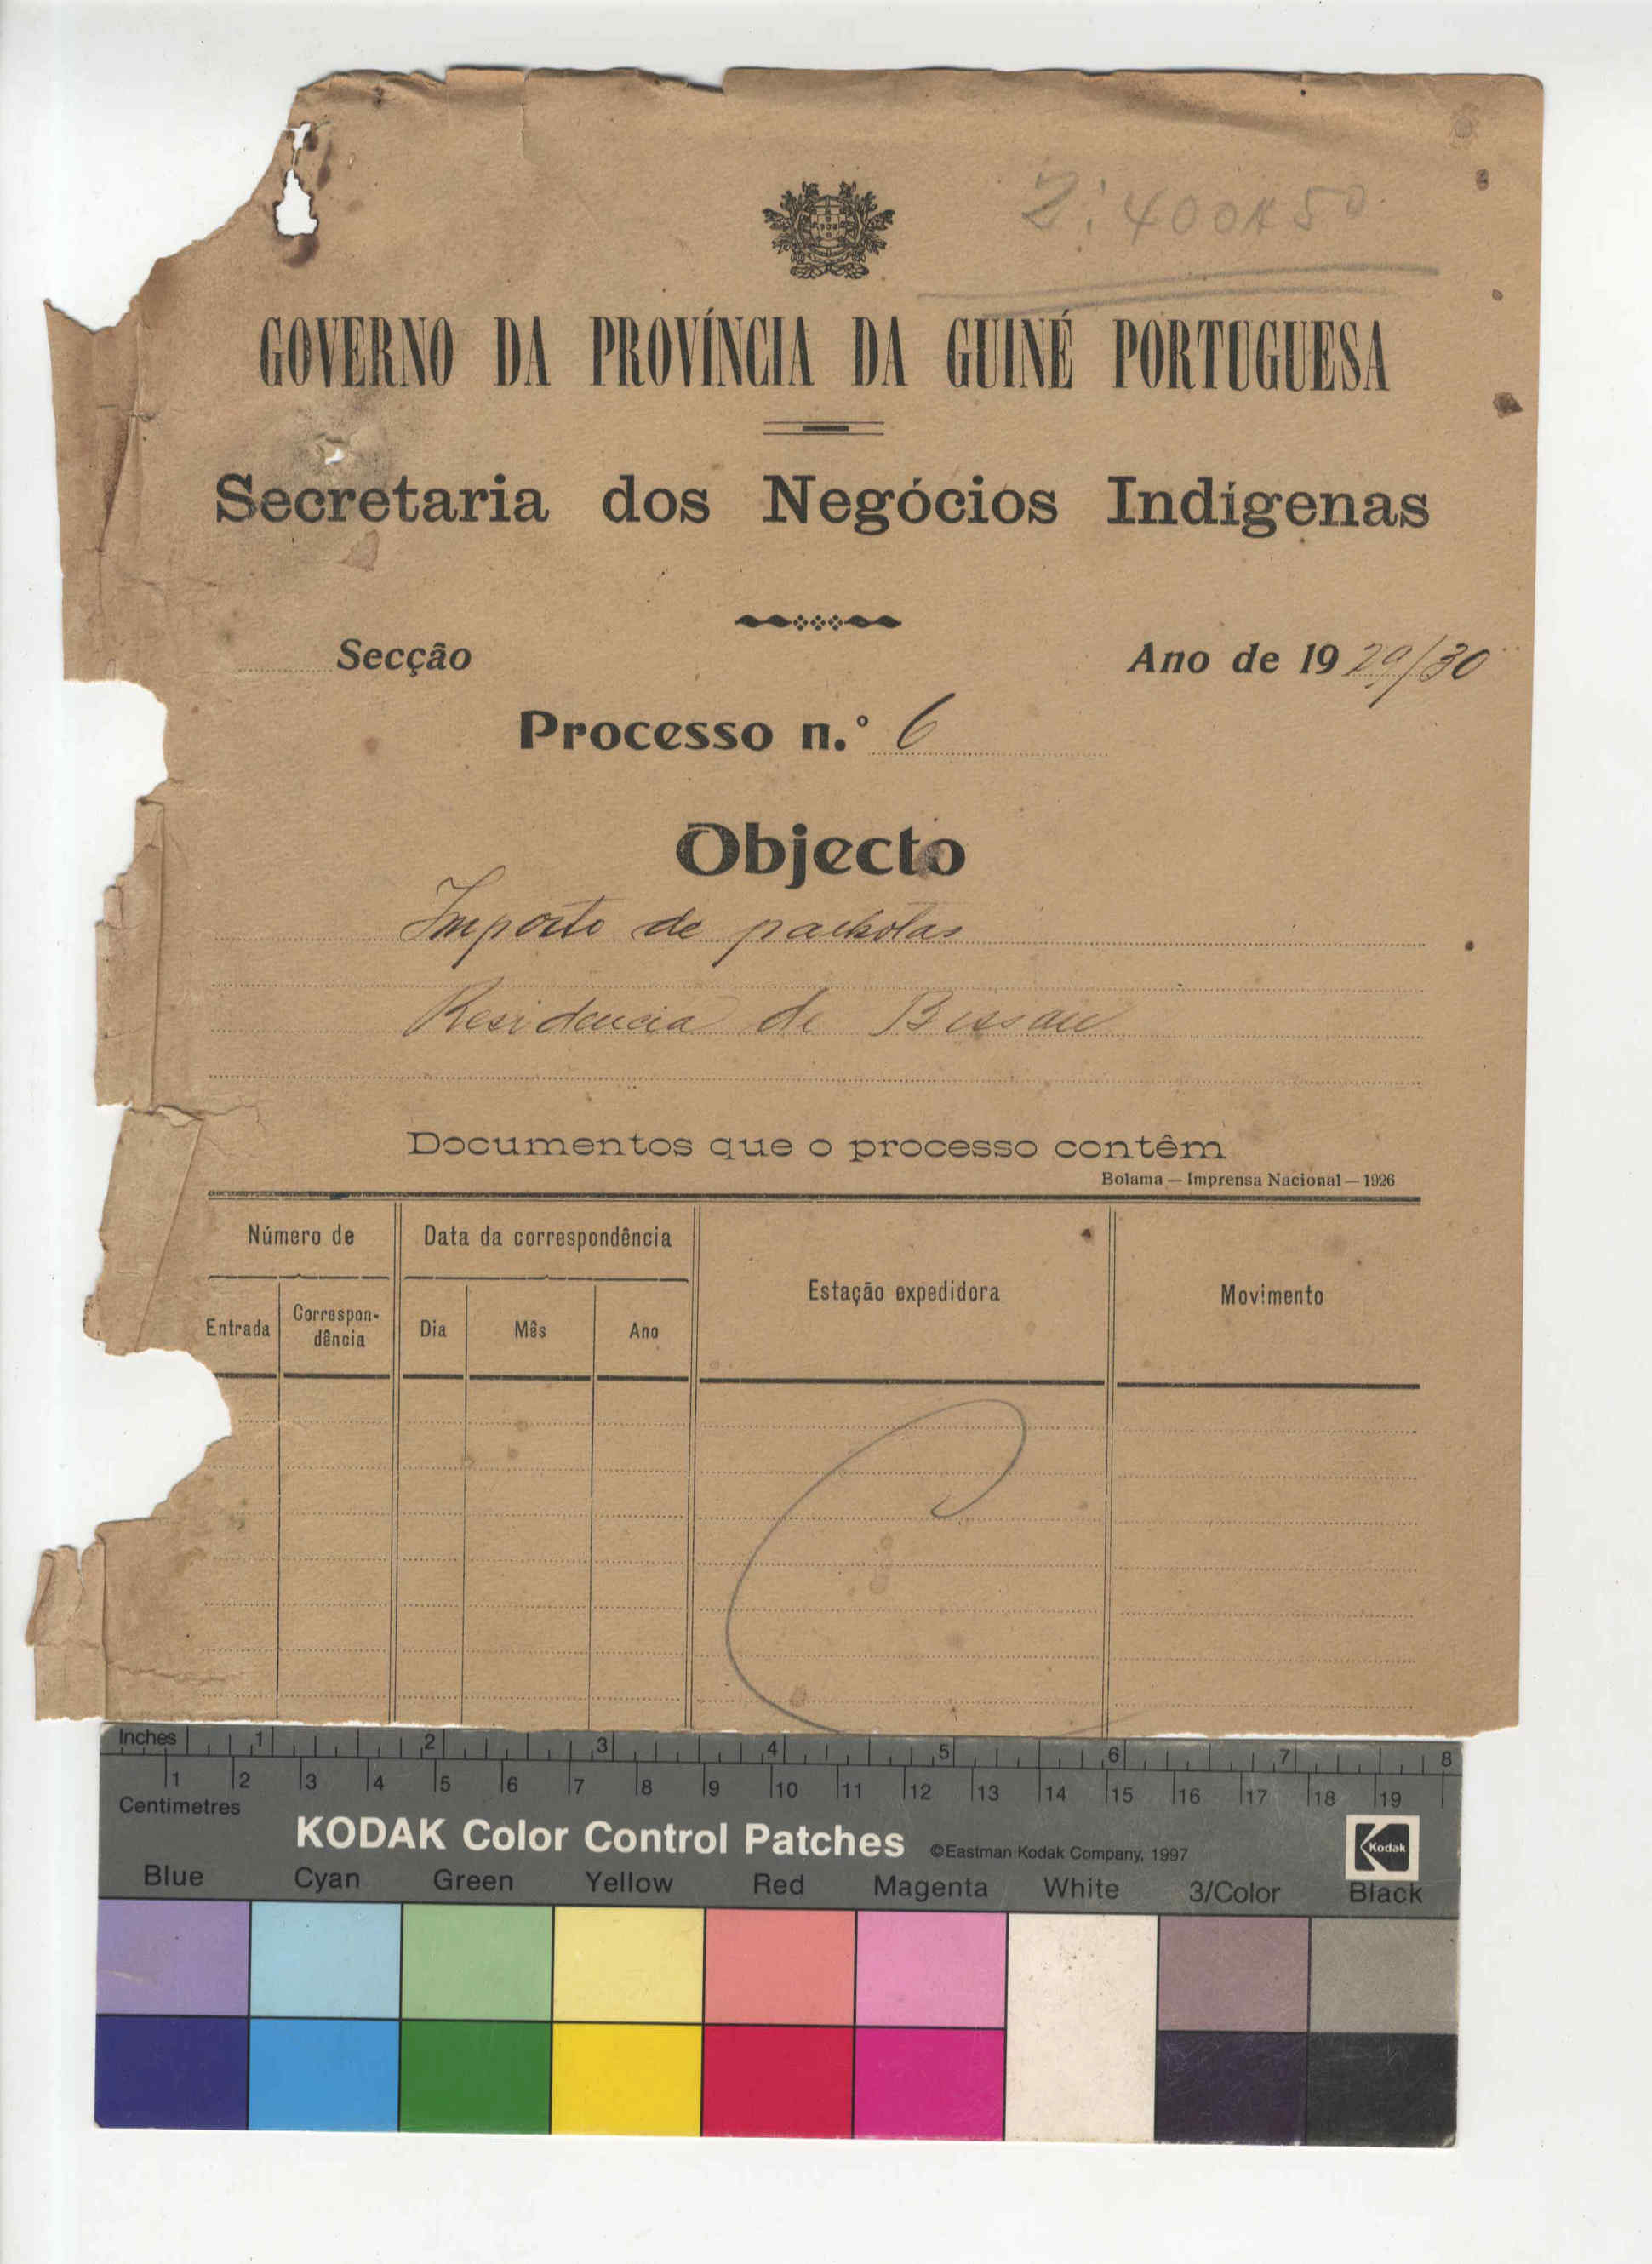 2:400$50
GOVERNO DA PROVÍNCIA DA GUINÉ PORTUGUESA
Secretaria dos Negócios Indígenas
Secção
Ano de 1929/30
Processo n.º 6
Objecto
Imposto de palhotas
Residencia de Bissau
Documentos que o processo contêm
Bolama — Imprensa Nacional — 1926
Número de
Data da correspondência
Estação expedidora
Movimento
Entrada
Correspon-
dência
Dia
Mês
Ano
Inches 1 2 3 4 5 6 7 8
1 2 3 4 5 6 7 8 9 10 11 12 13 14 15 16 17 18 19
Centimetres
KODAK Color Control Patches ©Eastman Kodak Company, 1997
Kodak
Blue Cyan Green Yellow Red Magenta White 3/Color Black